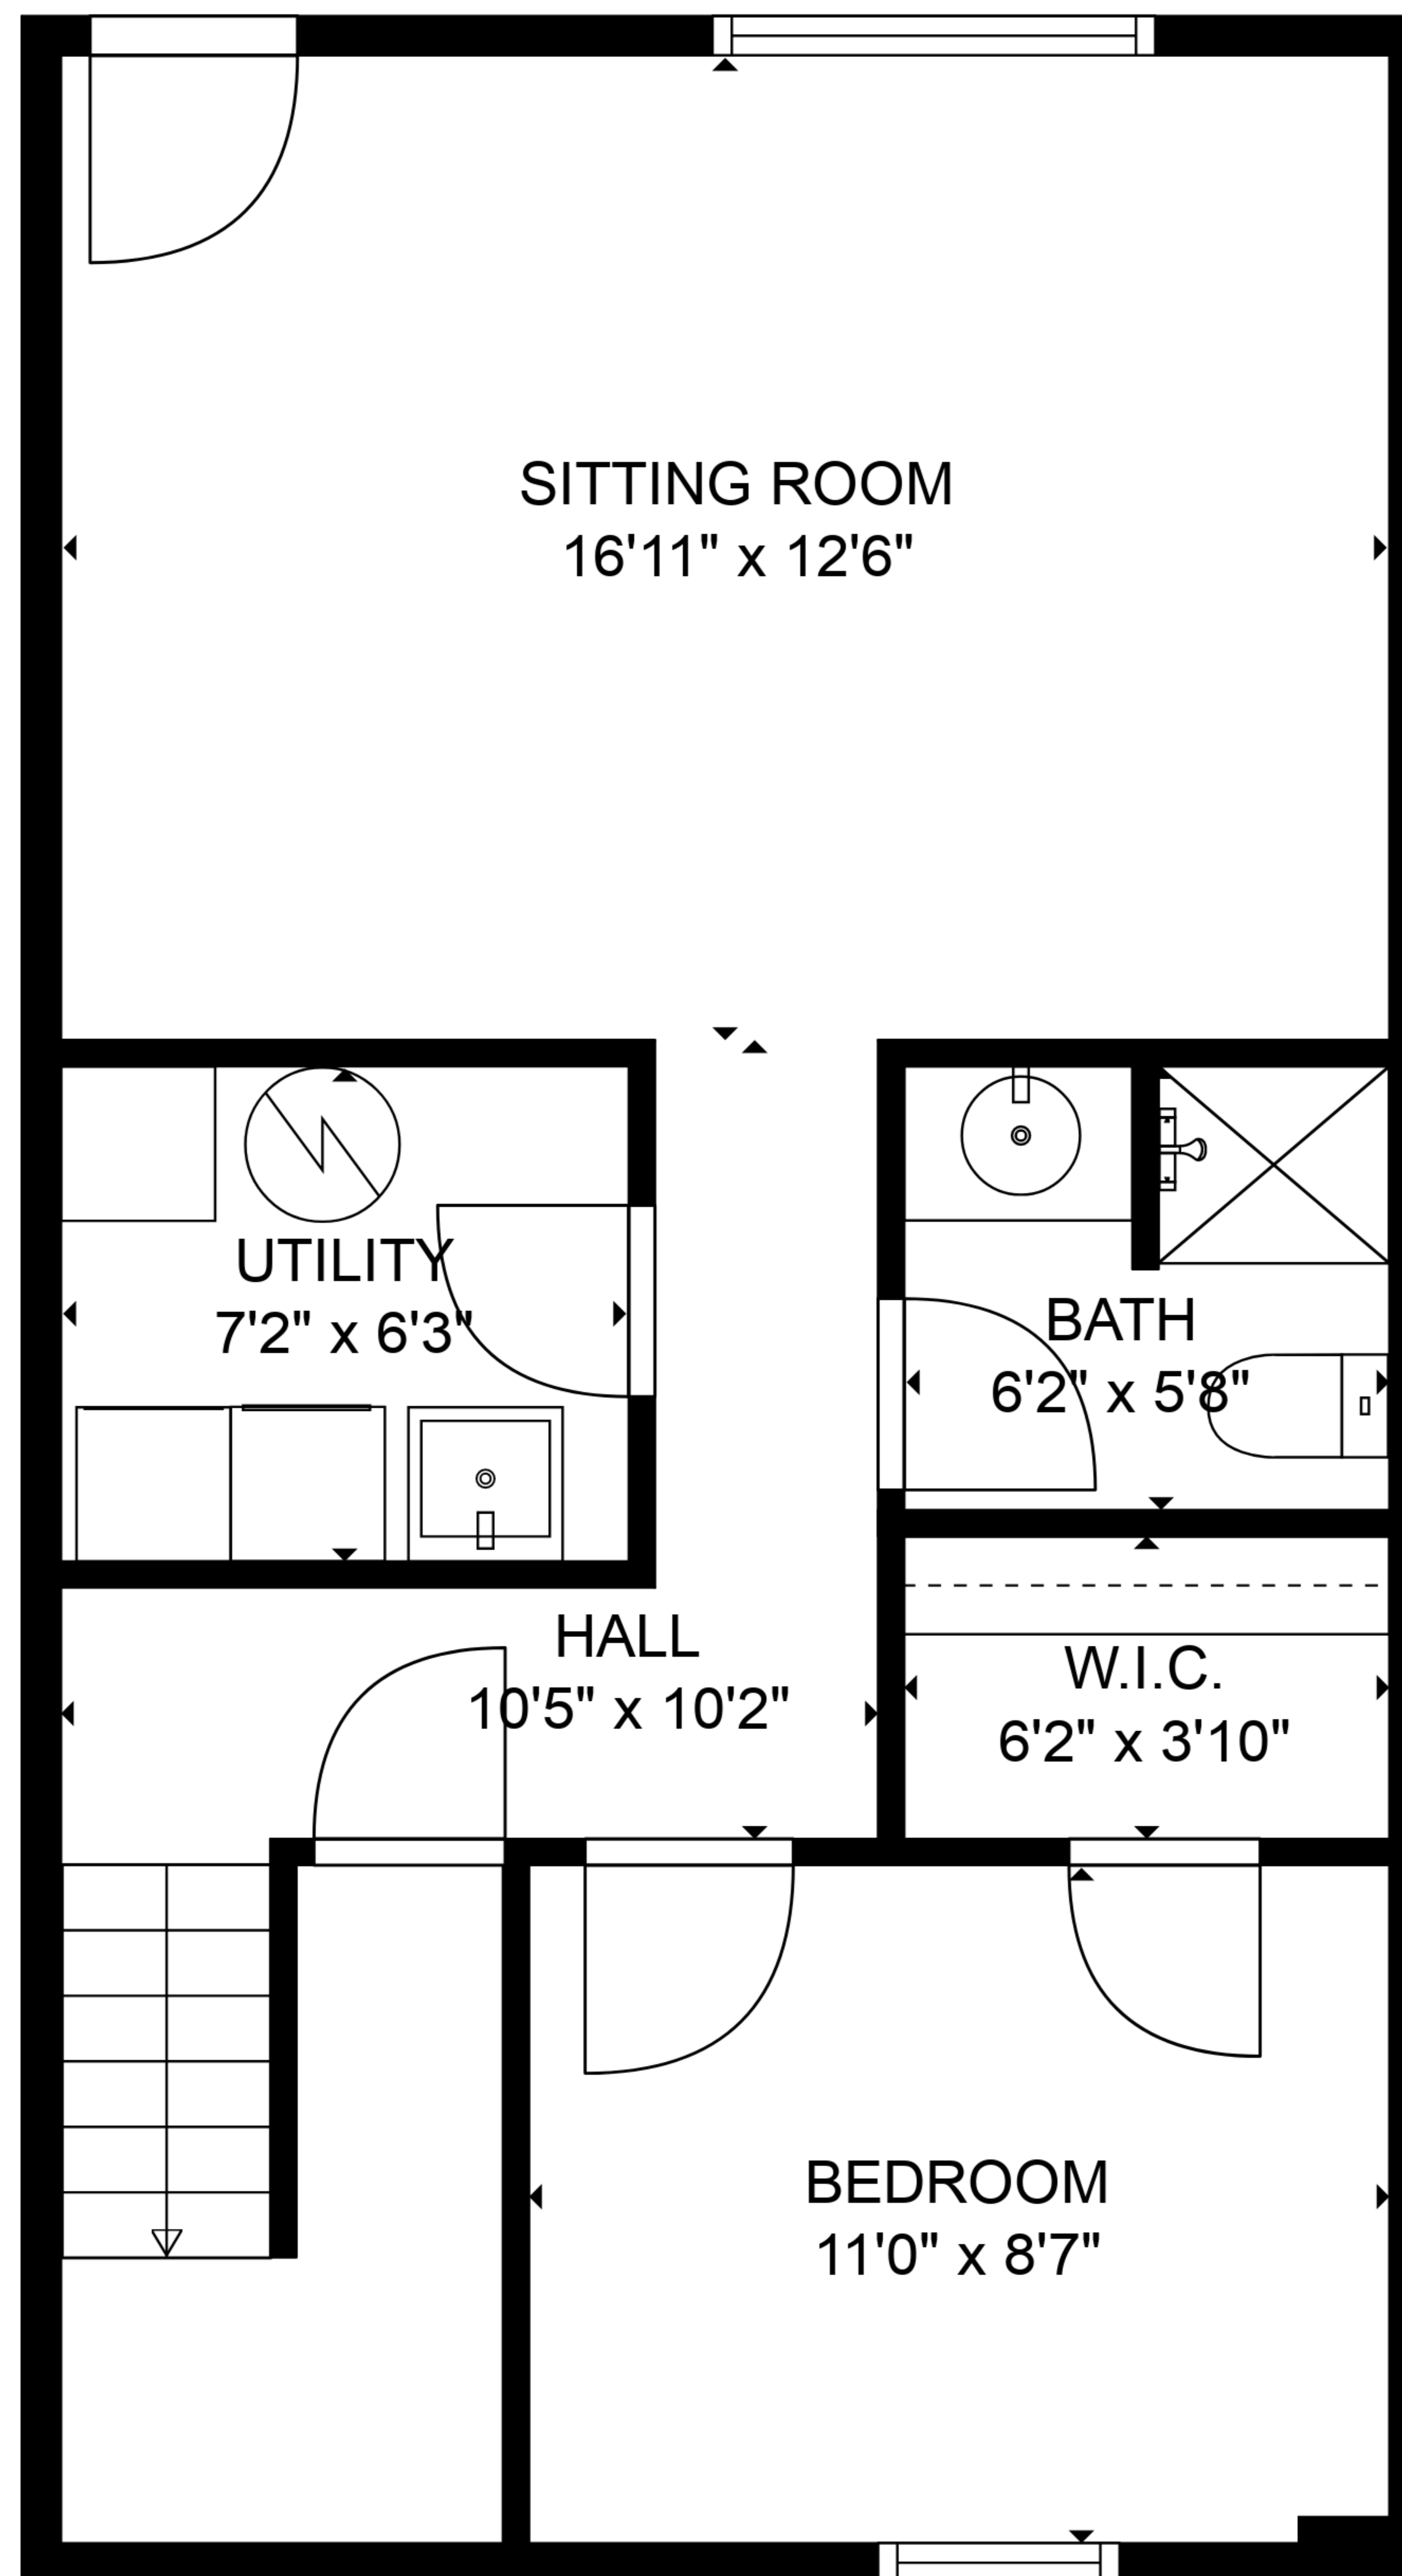 SITTING ROOM
16'11" x 12'6"
UTILITY
7'2" x 6'3"
BATH
6'2" x 5'8"
HALL
10'5" x 10'2"
W.I.C.
6'2" x 3'10"
BEDROOM
11'0" x 8'7"